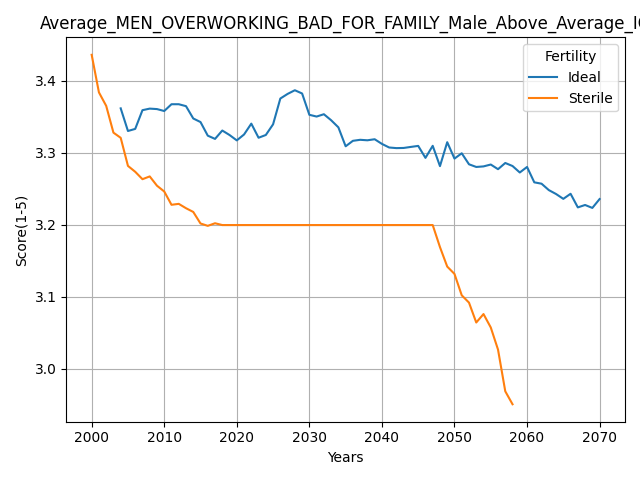 Average_MEN_OVERWORKING_BAD_FOR_FAMILY_Male_Above_Average_IQ
Fertility
Ideal
Sterile
3.4
3.3
3.2
3.1
3.0
Score(1-5)
2000 2010 2020 2030 2040 2050 2060 2070
Years